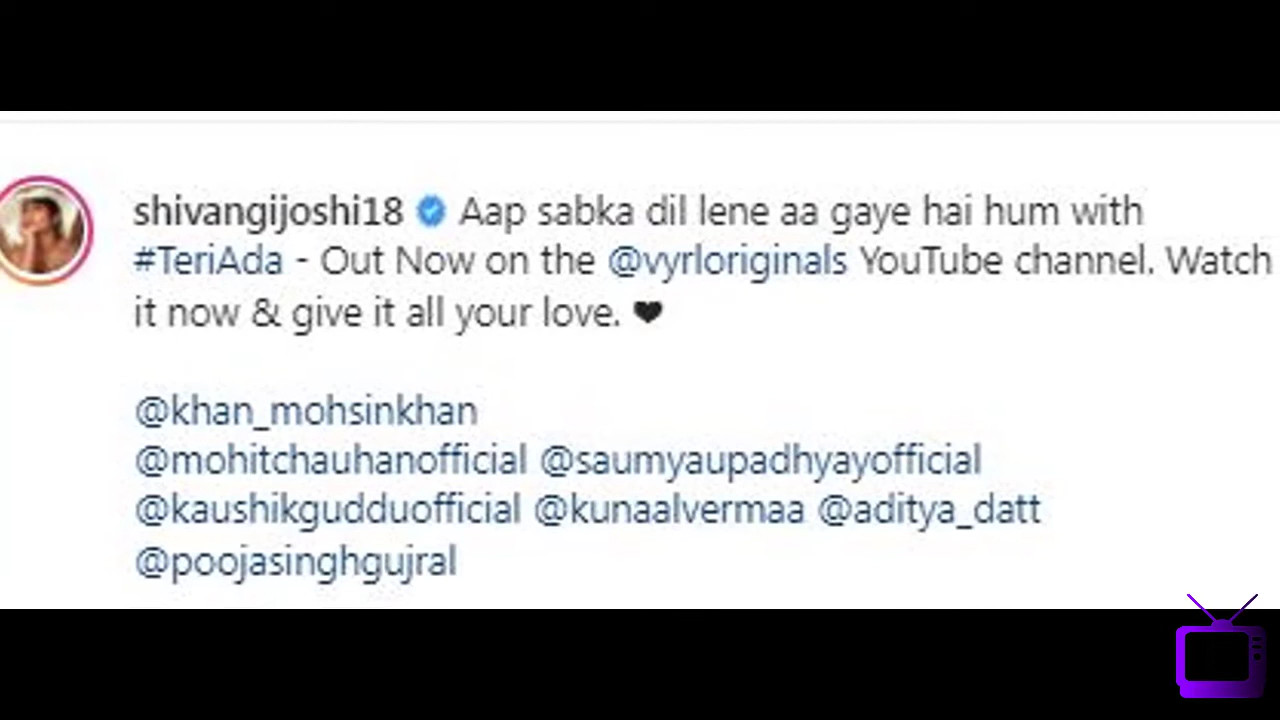 shivangijoshi18 Aap sabka dil lene aa gaye hai hum with
#TeriAda - Out Now on the @vyrloriginals YouTube channel. Watch
it now & give it all your love. 🖤
@khan_mohsinkhan
@mohitchauhanofficial @saumyaupadhyayofficial
@kaushikgudduofficial @kunaalvermaa @aditya_datt
@poojasinghgujral